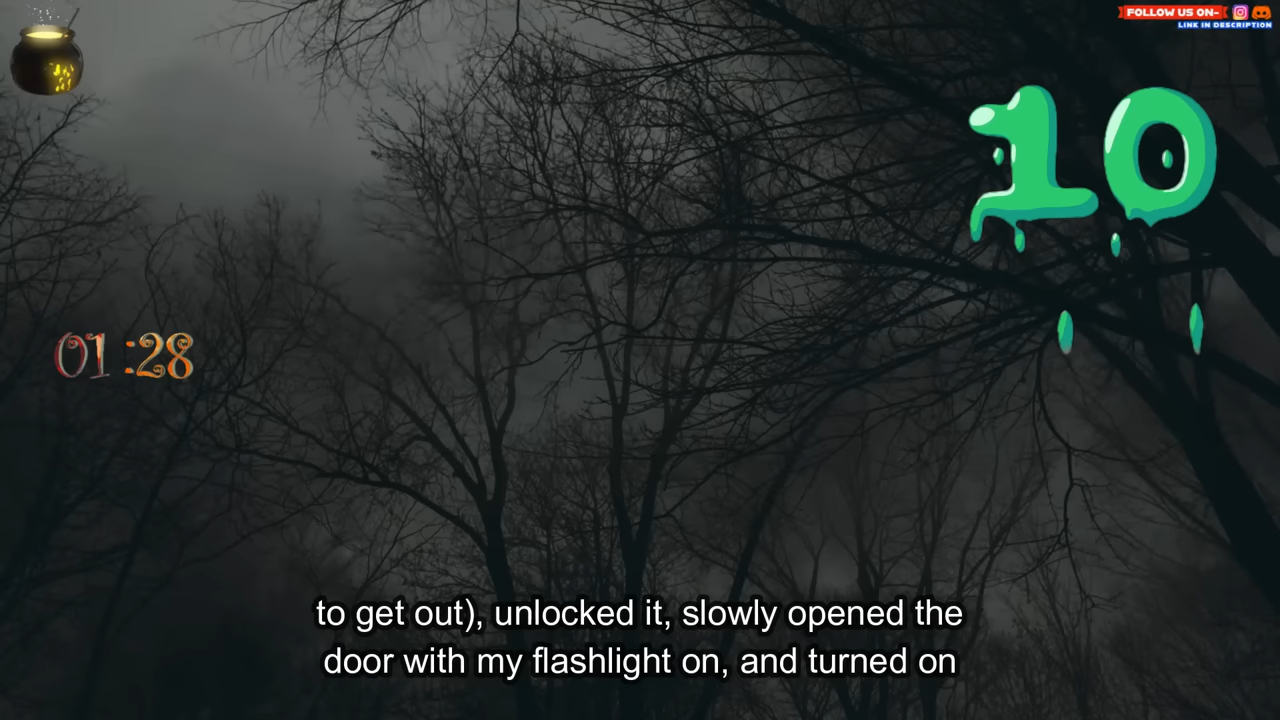 FOLLOW US ON-
LINK IN DESCRIPTION
10
01:28
to get out), unlocked it, slowly opened the
door with my flashlight on, and turned on